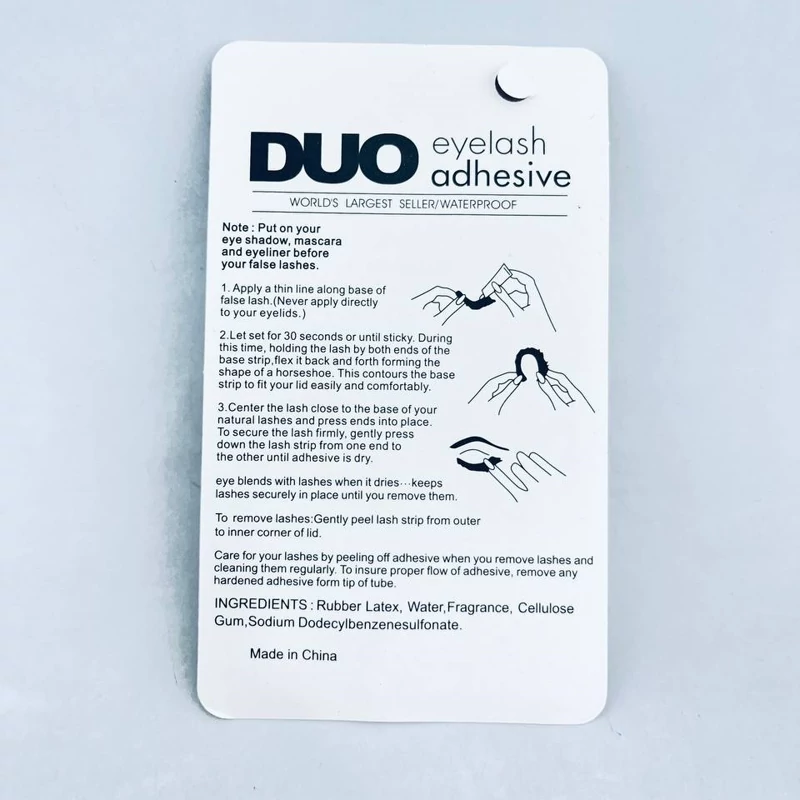 DUO eyelash
adhesive
WORLD'S LARGEST SELLER/WATERPROOF
Note : Put on your
eye shadow, mascara
and eyeliner before
your false lashes.
1. Apply a thin line along base of
false lash.(Never apply directly
to your eyelids.)
2.Let set for 30 seconds or until sticky. During
this time, holding the lash by both ends of the
base strip,flex it back and forth forming the
shape of a horseshoe. This contours the base
strip to fit your lid easily and comfortably.
3.Center the lash close to the base of your
natural lashes and press ends into place.
To secure the lash firmly, gently press
down the lash strip from one end to
the other until adhesive is dry.
eye blends with lashes when it dries···keeps
lashes securely in place until you remove them.
To remove lashes:Gently peel lash strip from outer
to inner corner of lid.
Care for your lashes by peeling off adhesive when you remove lashes and
cleaning them regularly. To insure proper flow of adhesive, remove any
hardened adhesive form tip of tube.
INGREDIENTS : Rubber Latex, Water,Fragrance, Cellulose
Gum,Sodium Dodecylbenzenesulfonate.
Made in China